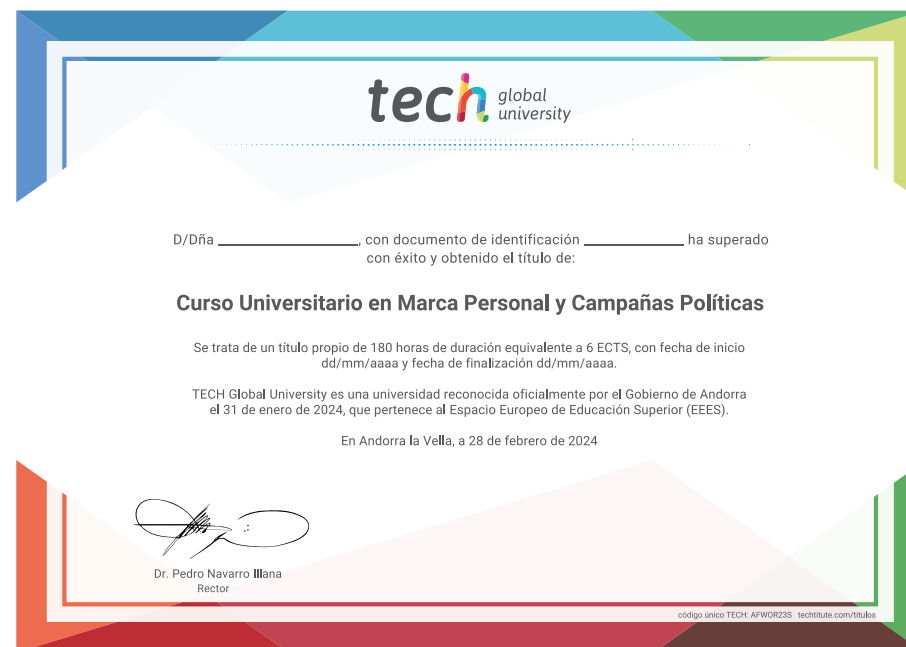 tech global university
D/Dña ____________, con documento de identificación ____________ ha superado
con éxito y obtenido el título de:
Curso Universitario en Marca Personal y Campañas Políticas
Se trata de un título propio de 180 horas de duración equivalente a 6 ECTS, con fecha de inicio
dd/mm/aaaa y fecha de finalización dd/mm/aaaa.
TECH Global University es una universidad reconocida oficialmente por el Gobierno de Andorra
el 31 de enero de 2024, que pertenece al Espacio Europeo de Educación Superior (EEES).
En Andorra la Vella, a 28 de febrero de 2024
Dr. Pedro Navarro Illana
Rector
código único TECH: AFWOR23S techtitute.com/titulos